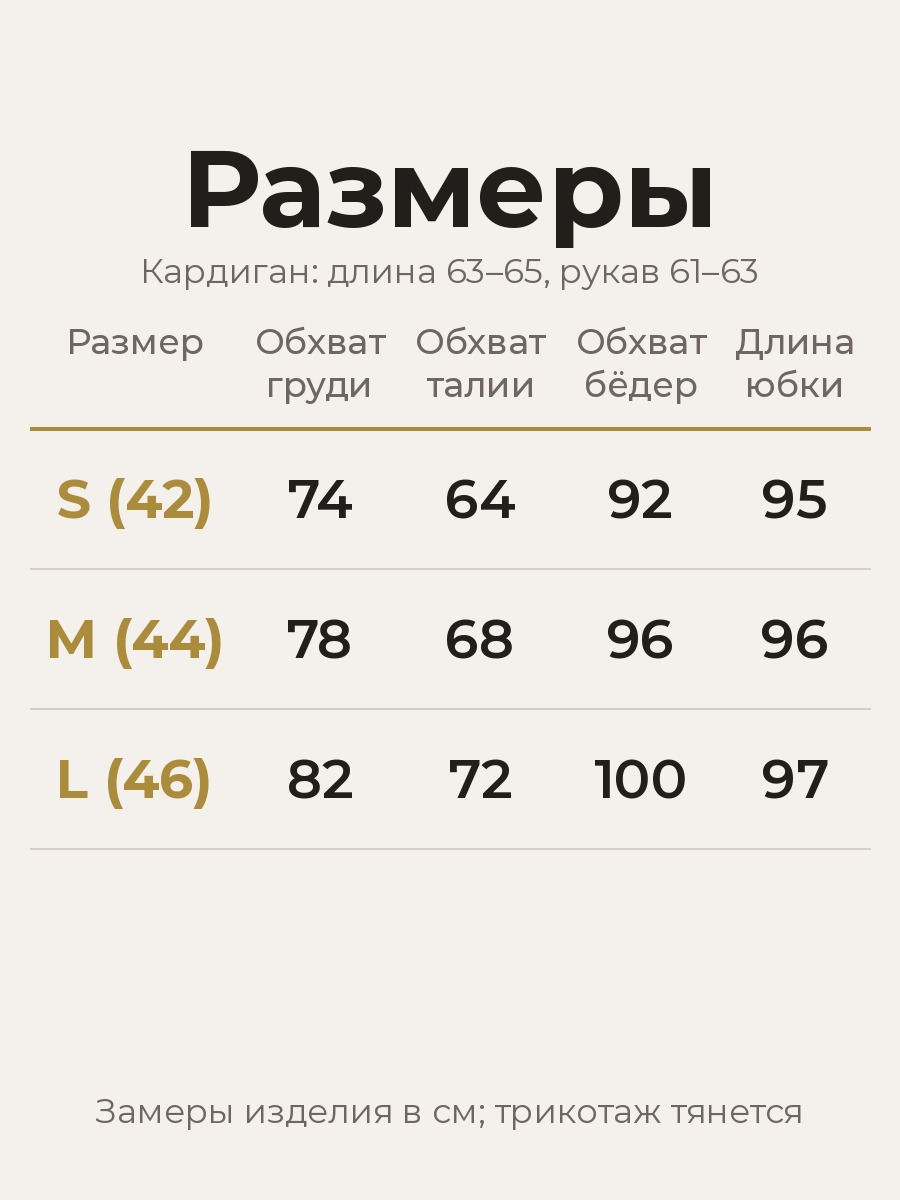 Размеры
Кардиган: длина 63–65, рукав 61–63
Размер Обхват груди Обхват талии Обхват бёдер Длина юбки
S (42) 74 64 92 95
M (44) 78 68 96 96
L (46) 82 72 100 97
Замеры изделия в см; трикотаж тянется